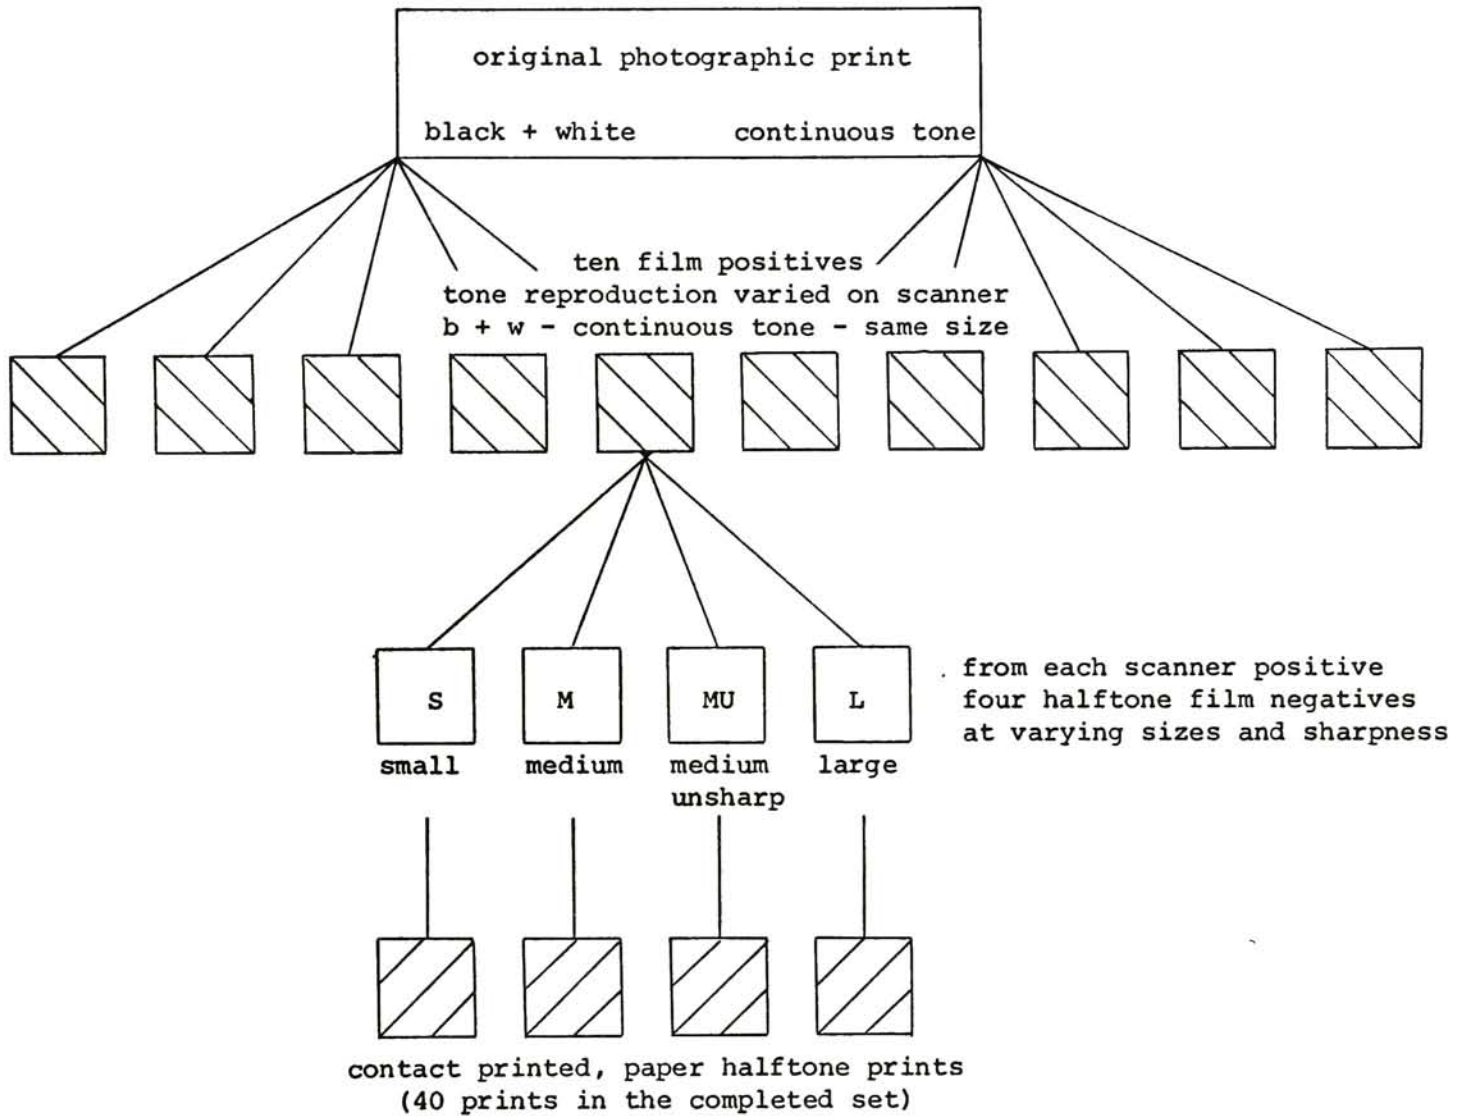 original photographic print
black + white continuous tone
ten film positives
tone reproduction varied on scanner
b + w - continuous tone - same size
S M MU L
small medium medium large
unsharp
from each scanner positive
four halftone film negatives
at varying sizes and sharpness
contact printed, paper halftone prints
(40 prints in the completed set)